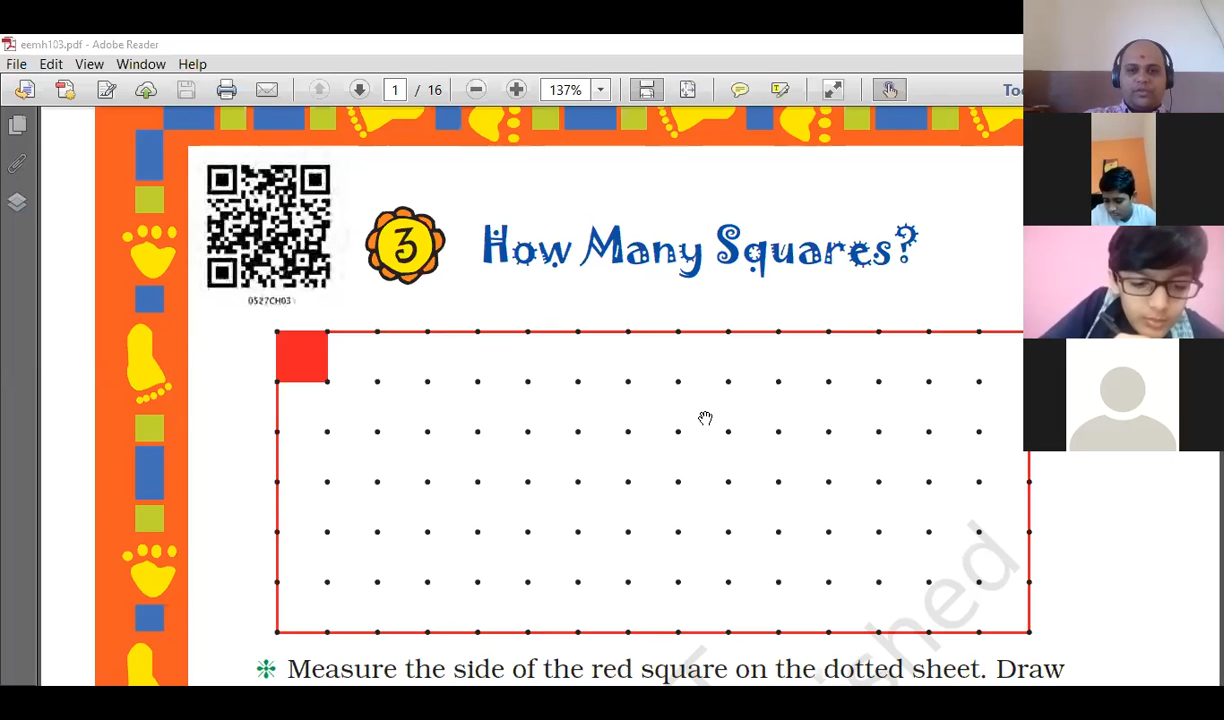 eemh103.pdf - Adobe Reader
File Edit View Window Help
1 / 16 137%
0527CH03
3
How Many Squares?
Measure the side of the red square on the dotted sheet. Draw